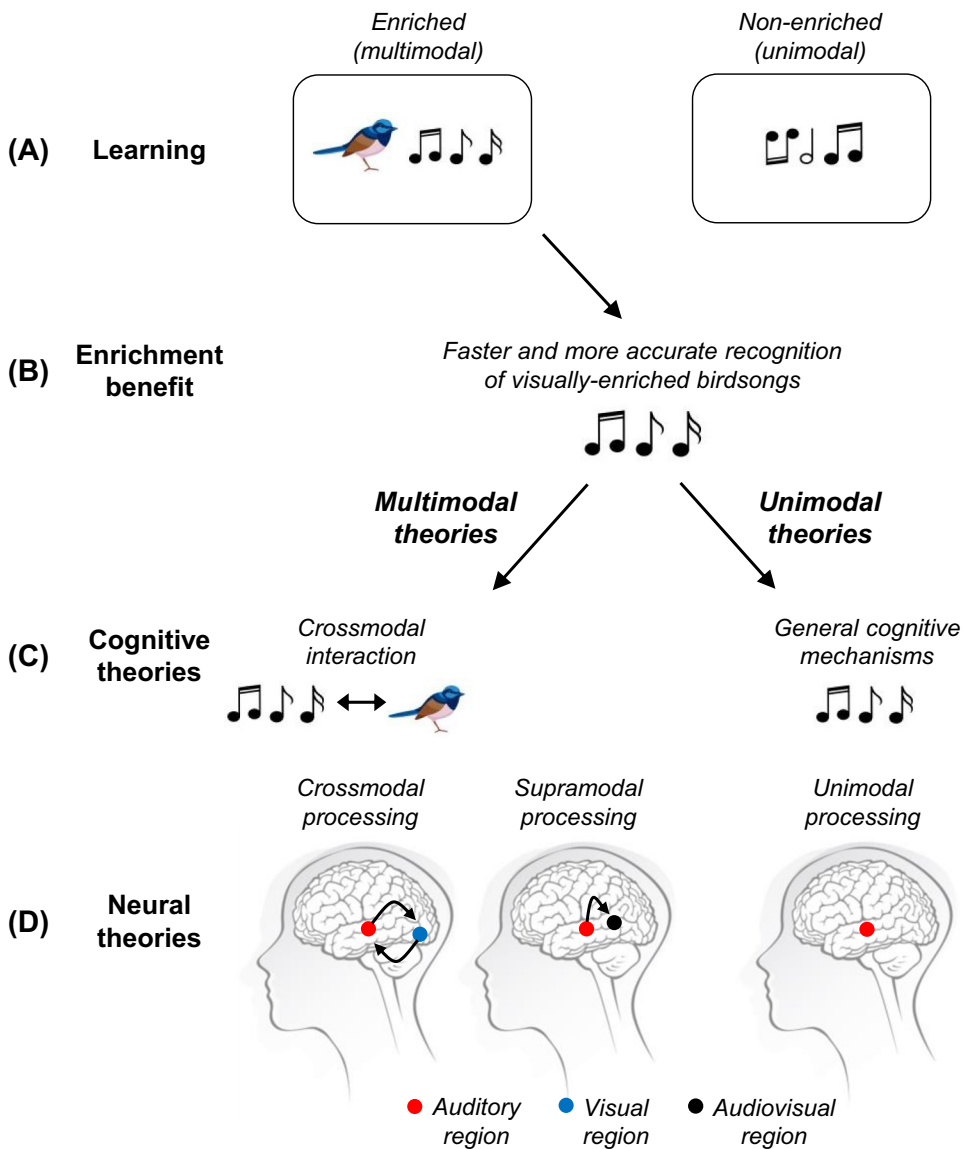 Enriched
(multimodal)
Non-enriched
(unimodal)
(A) Learning
(B) Enrichment
benefit
Faster and more accurate recognition
of visually-enriched birdsongs
Multimodal
theories
Unimodal
theories
(C) Cognitive
theories
Crossmodal
interaction
General cognitive
mechanisms
Crossmodal
processing
Supramodal
processing
Unimodal
processing
(D) Neural
theories
Auditory
region
Visual
region
Audiovisual
region